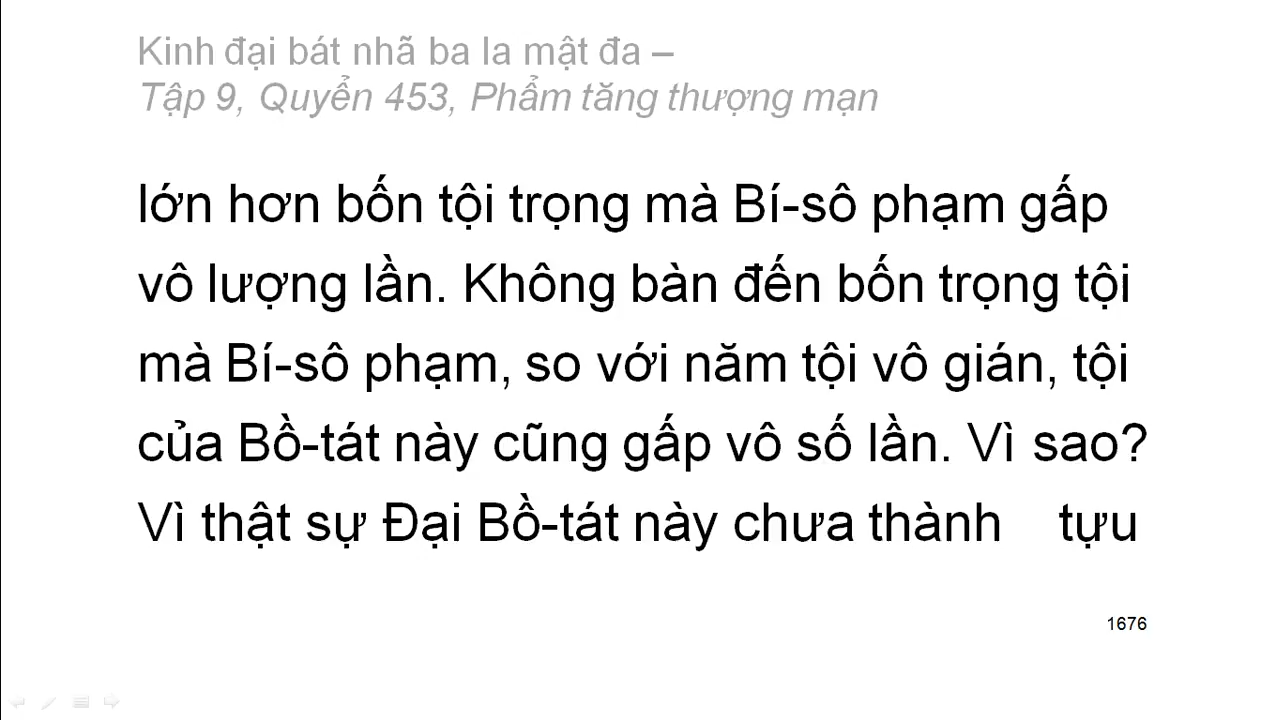 Kinh đại bát nhã ba la mật đa –
Tập 9, Quyển 453, Phẩm tăng thượng mạn
lớn hơn bốn tội trọng mà Bí-sô phạm gấp
vô lượng lần. Không bàn đến bốn trọng tội
mà Bí-sô phạm, so với năm tội vô gián, tội
của Bồ-tát này cũng gấp vô số lần. Vì sao?
Vì thật sự Đại Bồ-tát này chưa thành tựu
1676